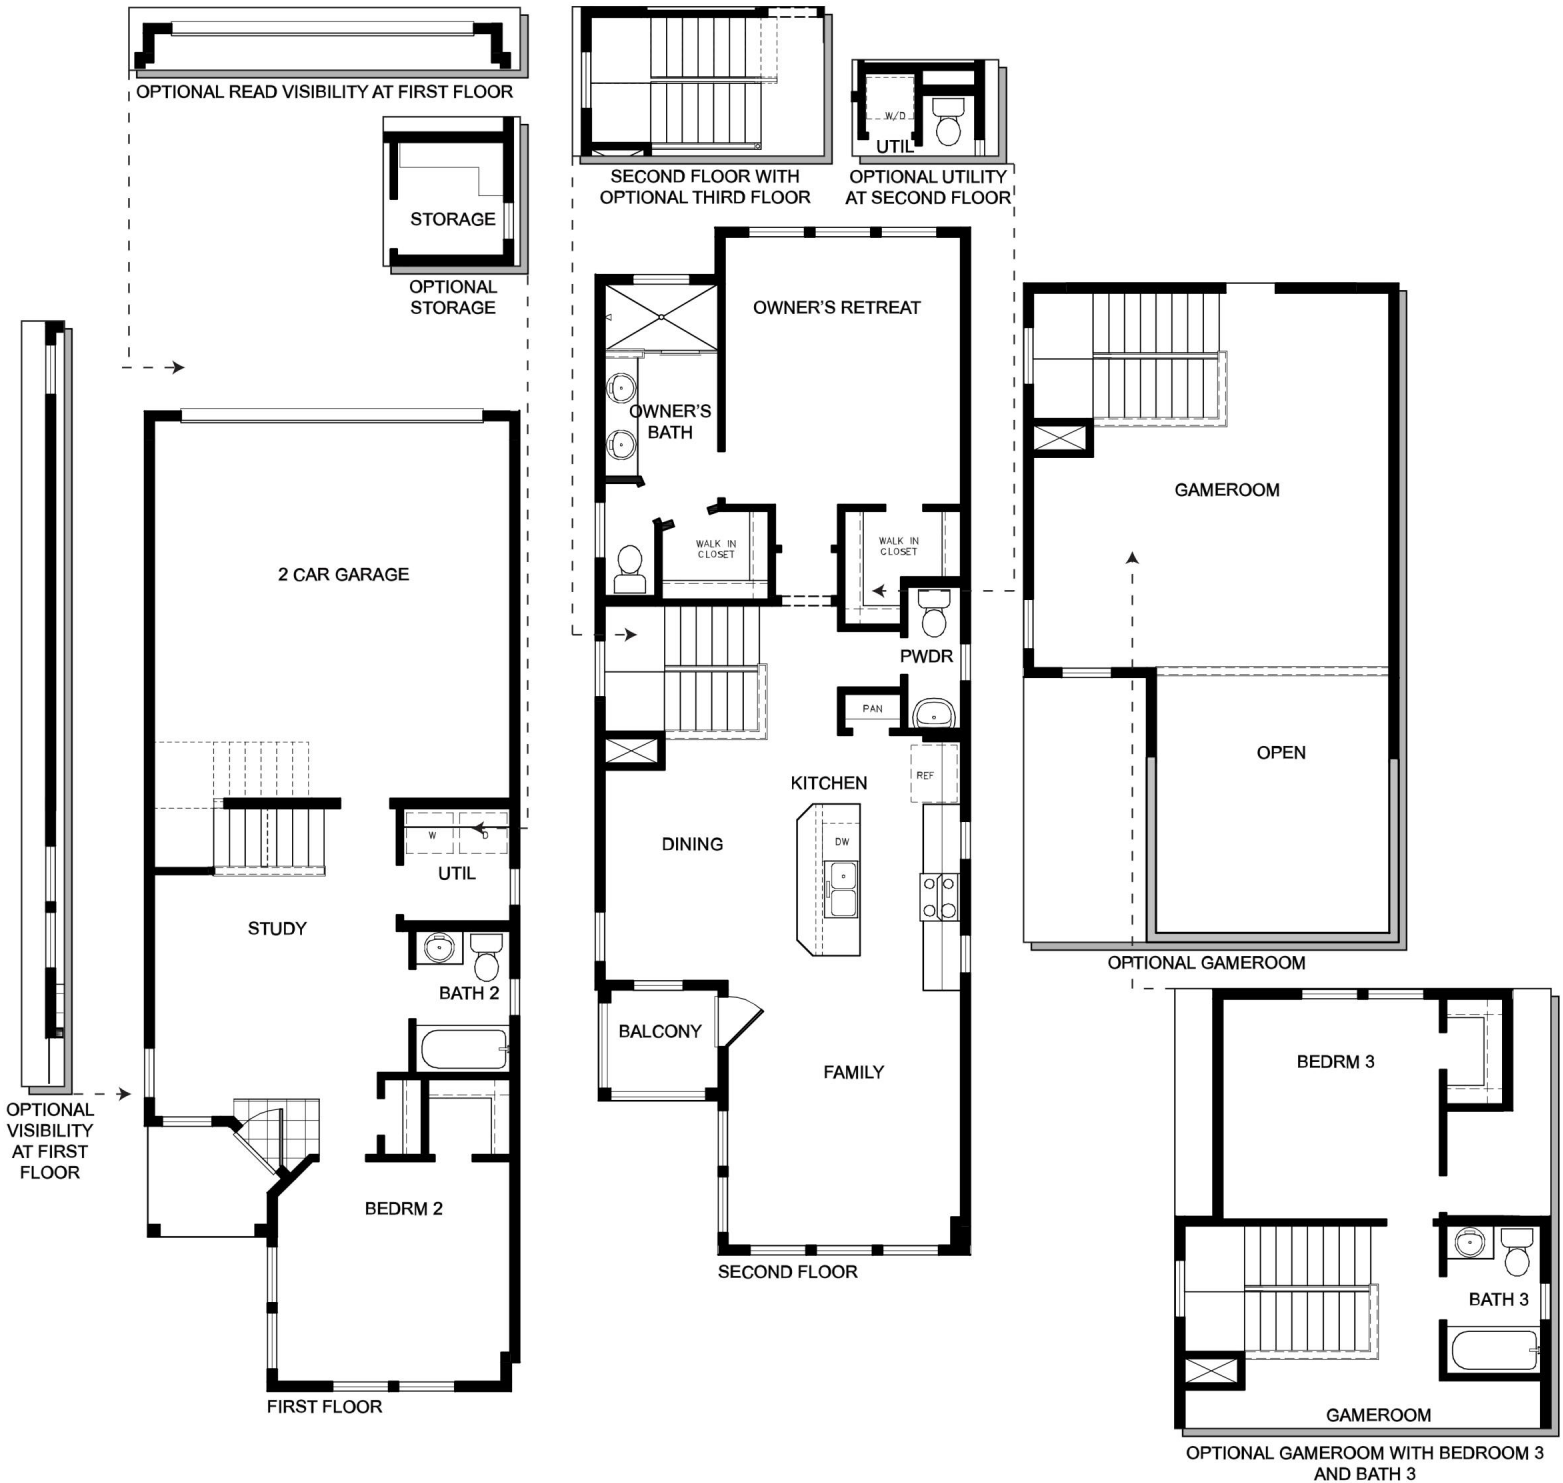 OPTIONAL READ VISIBILITY AT FIRST FLOOR
STORAGE
OPTIONAL
STORAGE
SECOND FLOOR WITH
OPTIONAL THIRD FLOOR
W/D
UTIL
OPTIONAL UTILITY
AT SECOND FLOOR
OPTIONAL
VISIBILITY
AT FIRST
FLOOR
2 CAR GARAGE
W
D
UTIL
STUDY
BATH 2
BEDRM 2
FIRST FLOOR
OWNER'S RETREAT
OWNER'S
BATH
WALK IN
CLOSET
WALK IN
CLOSET
PWDR
PAN
KITCHEN
REF
DINING
DW
BALCONY
FAMILY
SECOND FLOOR
GAMEROOM
OPEN
OPTIONAL GAMEROOM
BEDRM 3
BATH 3
GAMEROOM
OPTIONAL GAMEROOM WITH BEDROOM 3
AND BATH 3